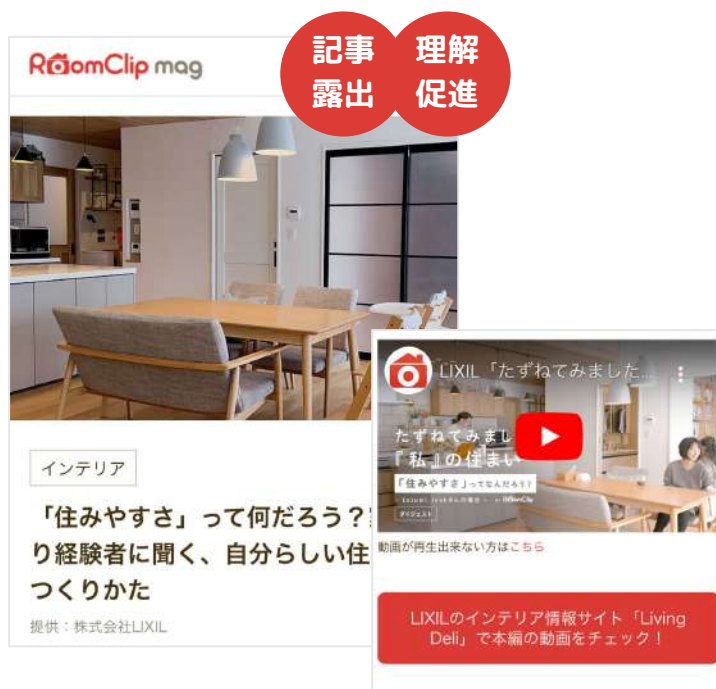 RoomClip mag
記事
露出
理解
促進
インテリア
「住みやすさ」って何だろう？
り経験者に聞く、自分らしい住
つくりかた
提供：株式会社LIXIL
LIXIL「たずねてみました...
たずねてみまし
『私』の住まい
『住みやすさ』ってなんだろう？
RoomClip
ダイジェスト
動画が再生出来ない方はこちら
LIXILのインテリア情報サイト「Living
Deli」で本編の動画をチェック！